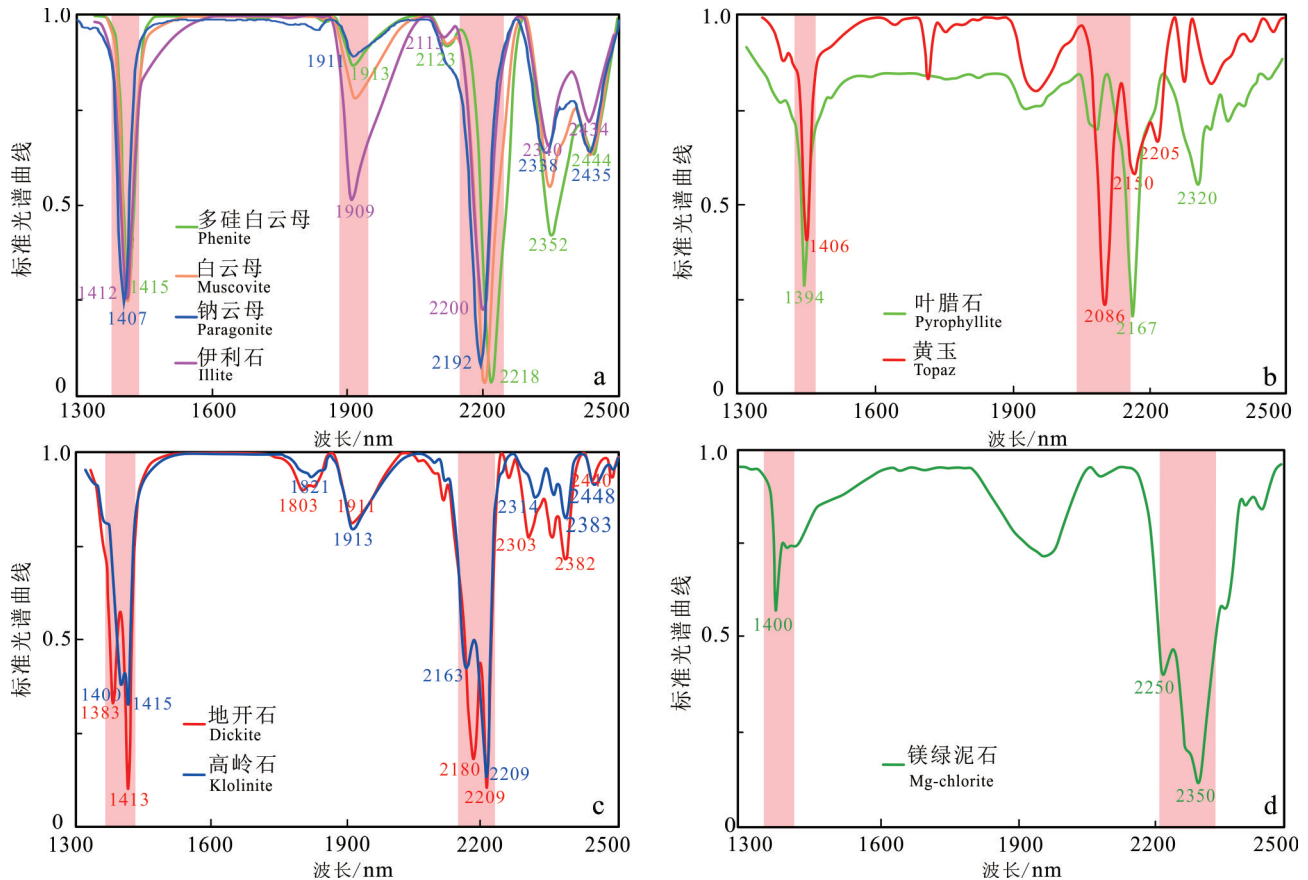 1.0
0.5
0
标准光谱曲线
1911
1913
2111
2123
1909
1412
1415
1407
2200
2192
2218
2340
2338
2352
2434
2444
2435
多硅白云母
Phenite
白云母
Muscovite
钠云母
Paragonite
伊利石
Illite
a
1300
1600
1900
2200
2500
波长/nm
1.0
0.5
0
标准光谱曲线
1406
1394
2086
2150
2167
2205
2320
叶腊石
Pyrophyllite
黄玉
Topaz
b
1300
1600
1900
2200
2500
波长/nm
1.0
0.5
0
标准光谱曲线
1821
1803
1911
1913
2314
2303
2440
2448
2383
2382
1400
1383
1415
1413
2163
2180
2209
2209
地开石
Dickite
高岭石
Klolinite
c
1300
1600
1900
2200
2500
波长/nm
1.0
0.5
0
标准光谱曲线
1400
2250
2350
镁绿泥石
Mg-chlorite
d
1300
1600
1900
2200
2500
波长/nm